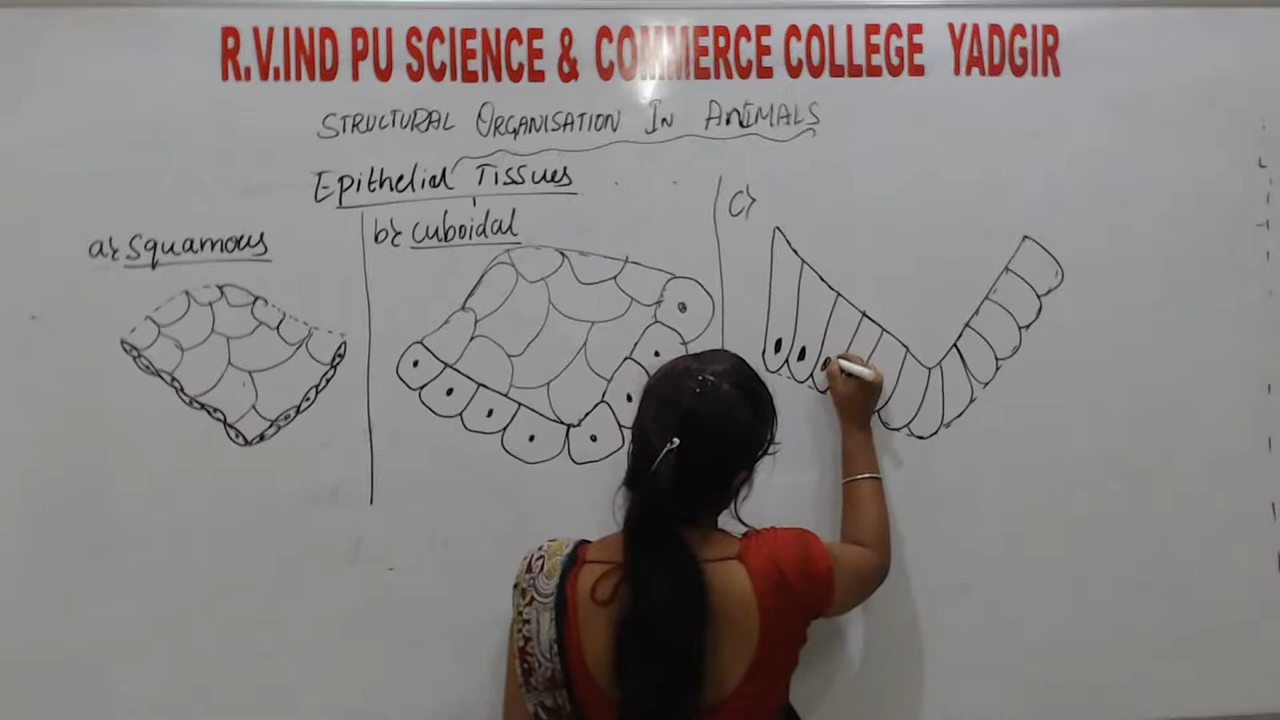 R.V.IND PU SCIENCE & COMMERCE COLLEGE YADGIR
STRUCTURAL ORGANISATION IN ANIMALS
Epithelial Tissues
a} Squamous
b} Cuboidal
c}